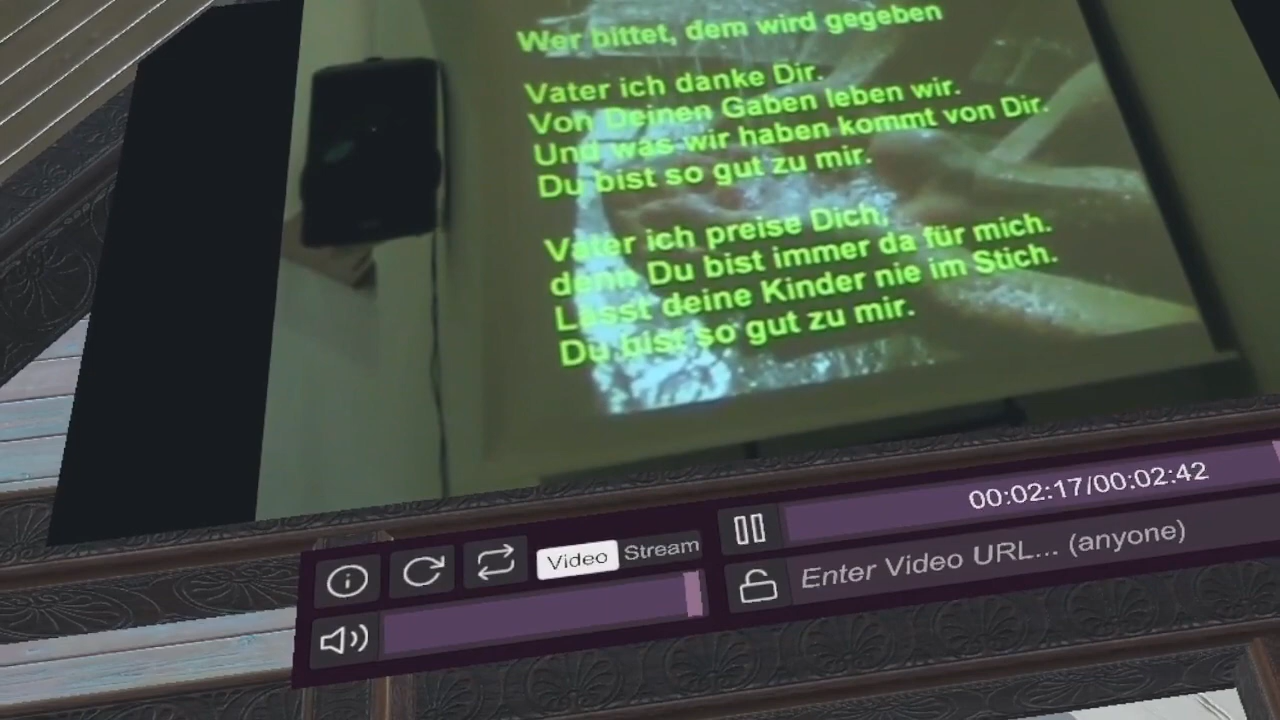 Wer bittet, dem wird gegeben
Vater ich danke Dir.
Von Deinen Gaben leben wir.
Und was wir haben kommt von Dir.
Du bist so gut zu mir.
Vater ich preise Dich,
denn Du bist immer da für mich.
Lässt deine Kinder nie im Stich.
Du bist so gut zu mir.
00:02:17/00:02:42
Video Stream
Enter Video URL... (anyone)